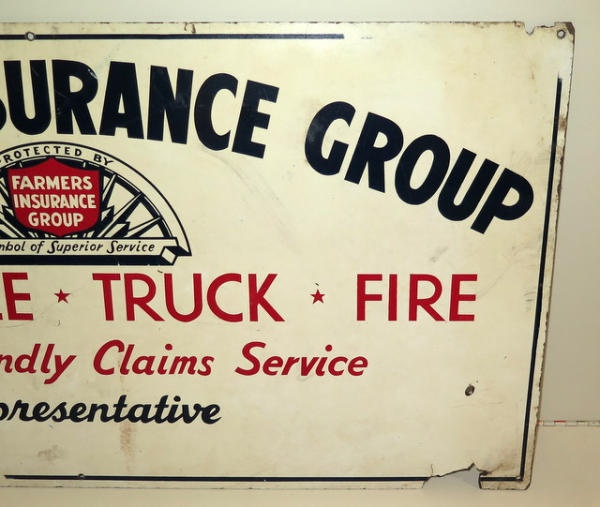 SURANCE GROUP
PROTECTED BY
FARMERS
INSURANCE
GROUP
mbol of Superior Service
LE ★ TRUCK ★ FIRE
ndly Claims Service
presentative